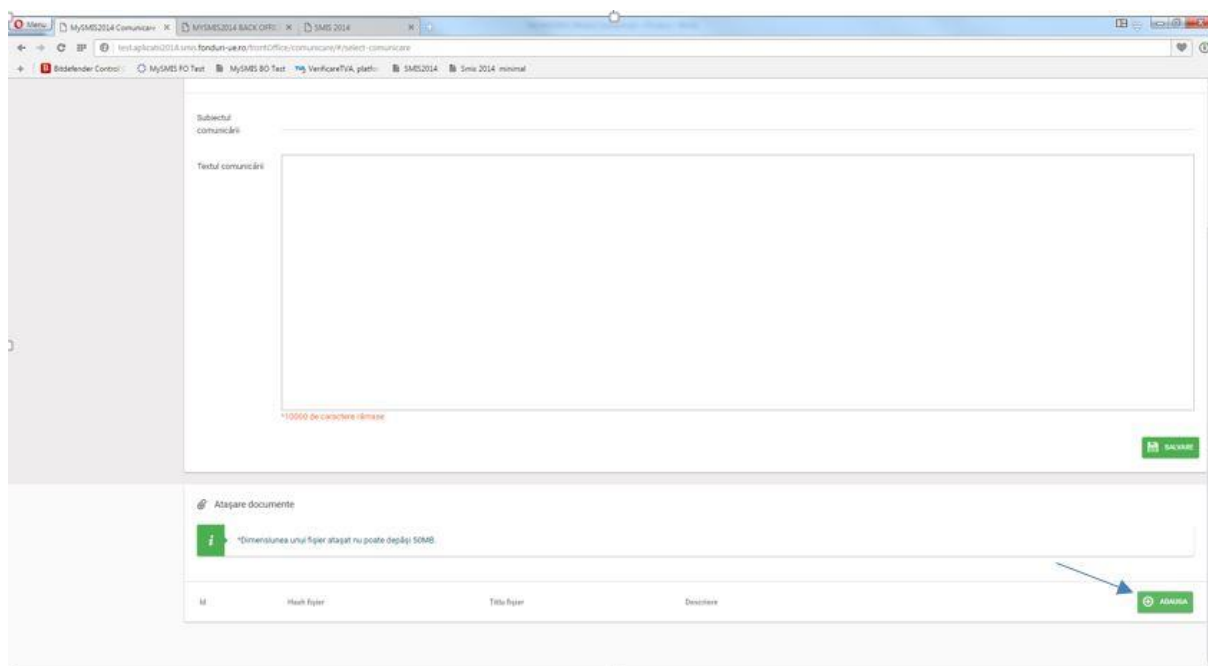 Menu MySMIS2014 Comunicare × MYSMIS2014 BACK OFFI × SMIS 2014 ×
test.aplicatii2014.smis.fonduri-ue.ro/frontOffice/comunicare/#/select-comunicare
Bitdefender Control C MySMIS FO Test MySMIS BO Test VerificareTVA, platfo SMIS2014 Smis 2014 minimal
Subiectul
comunicării
Textul comunicării
*10000 de caractere rămase
SALVARE
Atașare documente
i *Dimensiunea unui fișier atașat nu poate depăși 50MB.
Id Hash fișier Titlu fișier Descriere ADAUGA